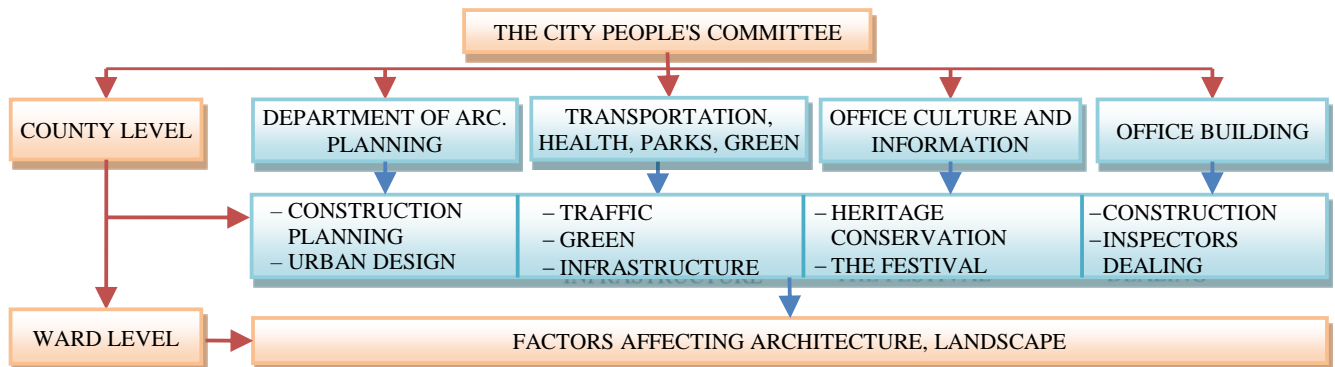 THE CITY PEOPLE'S COMMITTEE
COUNTY LEVEL
DEPARTMENT OF ARC.
PLANNING
TRANSPORTATION,
HEALTH, PARKS, GREEN
OFFICE CULTURE AND
INFORMATION
OFFICE BUILDING
– CONSTRUCTION
PLANNING
– URBAN DESIGN
– TRAFFIC
– GREEN
– INFRASTRUCTURE
– HERITAGE
CONSERVATION
– THE FESTIVAL
– CONSTRUCTION
– INSPECTORS
DEALING
WARD LEVEL
FACTORS AFFECTING ARCHITECTURE, LANDSCAPE